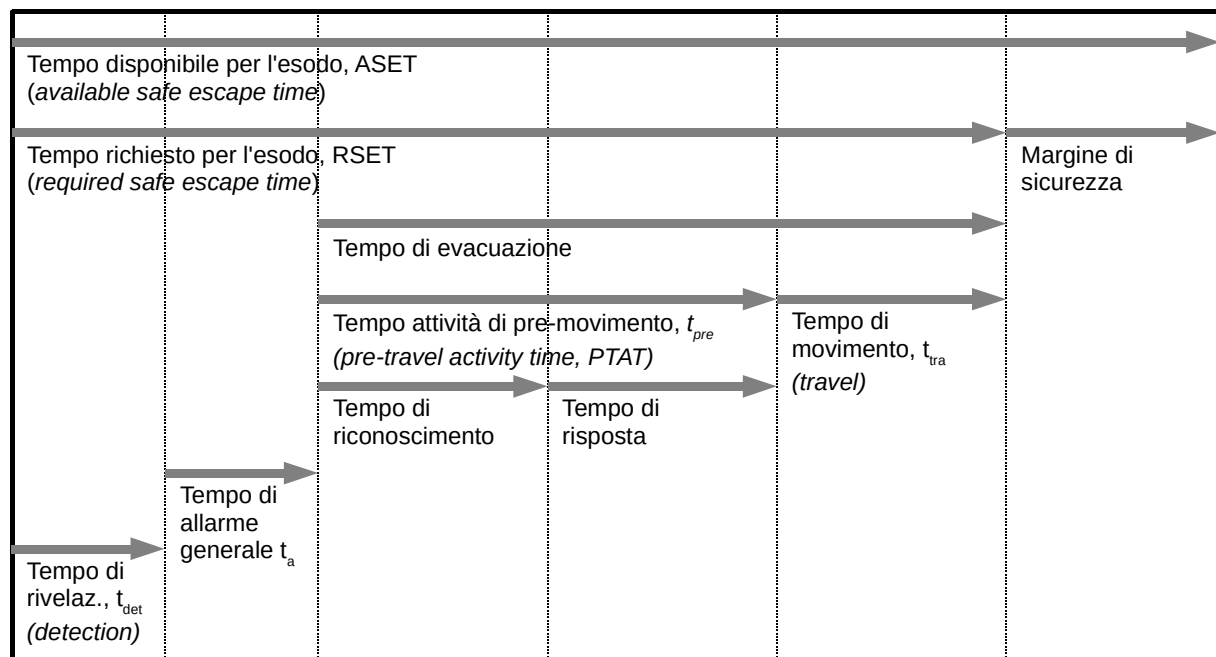 Tempo disponibile per l'esodo, ASET
(available safe escape time)
Tempo richiesto per l'esodo, RSET
(required safe escape time)
Margine di
sicurezza
Tempo di evacuazione
Tempo attività di pre-movimento, tpre
(pre-travel activity time, PTAT)
Tempo di
movimento, ttra
(travel)
Tempo di
riconoscimento
Tempo di
risposta
Tempo di
allarme
generale ta
Tempo di
rivelaz., tdet
(detection)